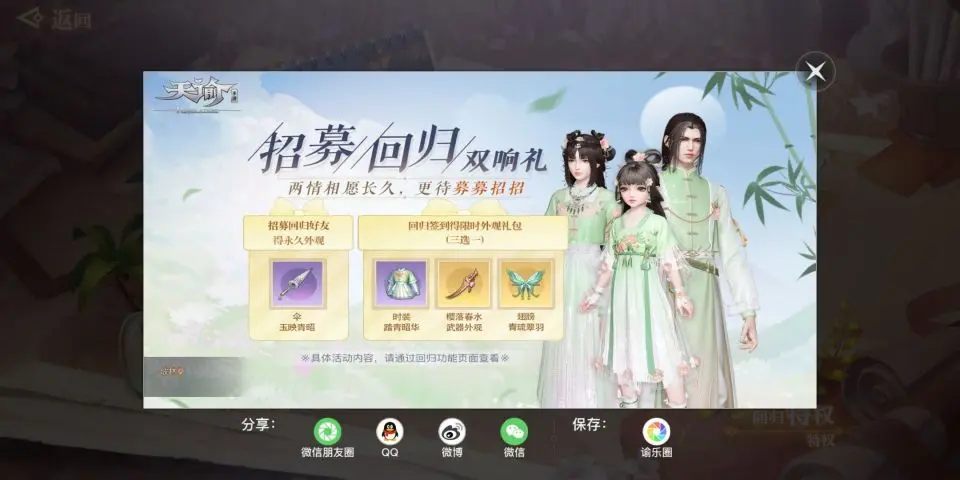 返回
天谕
招募/回归/双响礼
两情相愿长久，更待募募招招
招募回归好友
得永久外观
回归签到得限时外观礼包
(三选一)
伞
玉映青昭
时装
踏青昭华
樱落春水
武器外观
翅膀
青硫翠羽
※具体活动内容，请通过回归功能页面查看※
分享：
微信朋友圈
QQ
微博
微信
保存：
谕乐圈
回归特权
特权